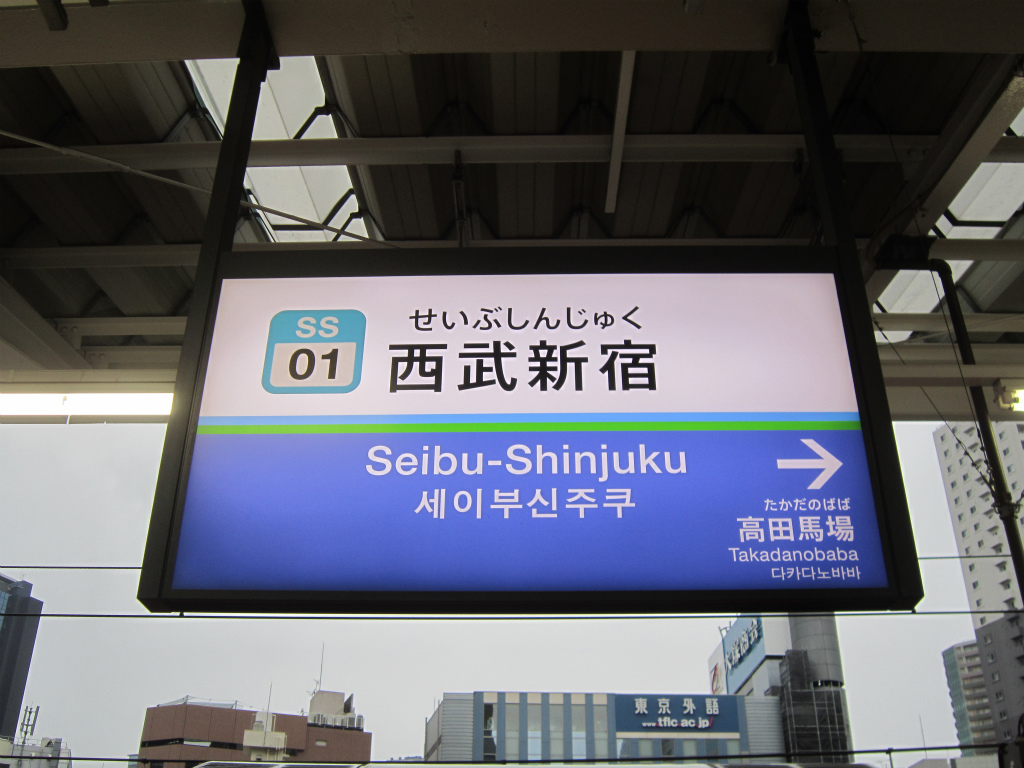 SS
01
せいぶしんじゅく
西武新宿
Seibu-Shinjuku
세이부신주쿠
たかだのばば
高田馬場
Takadanobaba
다카다노바바
東京外語
www.tflc.ac.jp/